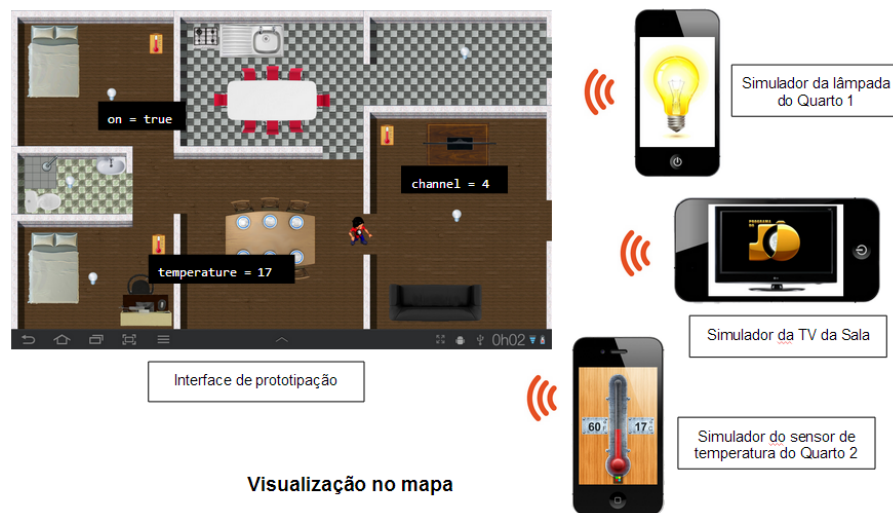 on = true
channel = 4
temperature = 17
0h02
Interface de prototipação
Visualização no mapa
Simulador da lâmpada
do Quarto 1
Simulador da TV da Sala
60
17
Simulador do sensor de
temperatura do Quarto 2